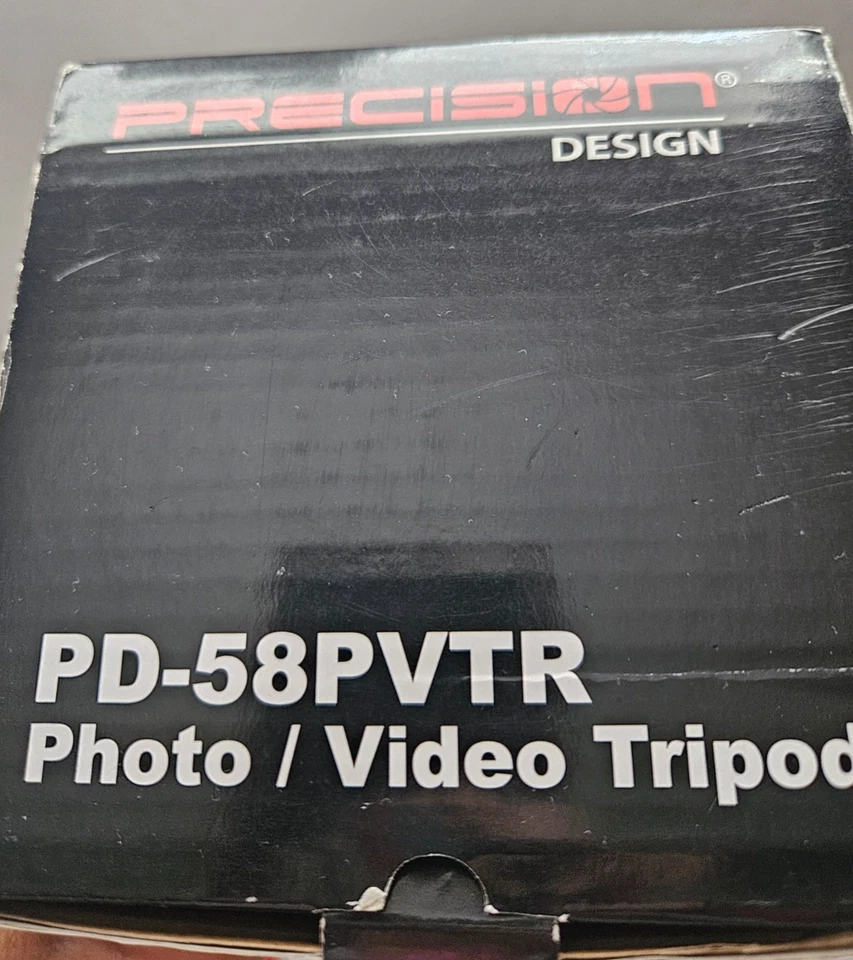 PRECISION®
DESIGN
PD-58PVTR
Photo / Video Tripod